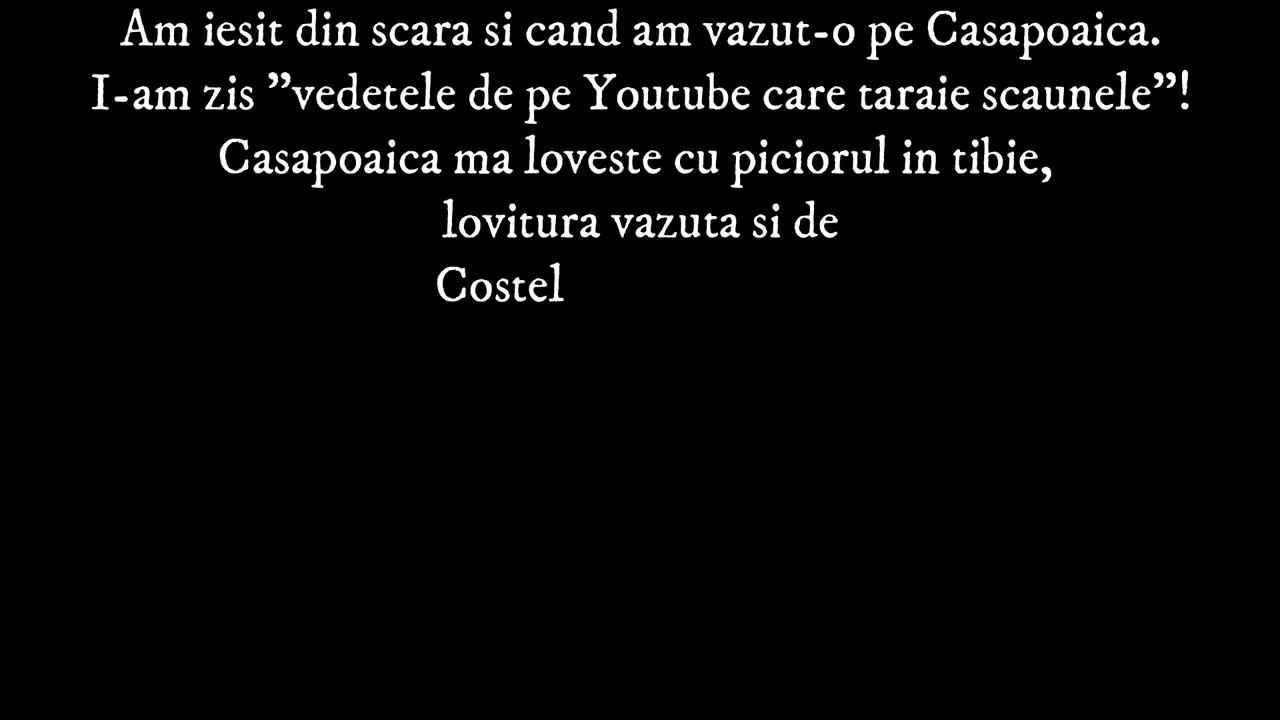 Am iesit din scara si cand am vazut-o pe Casapoaica.
I-am zis ”vedetele de pe Youtube care taraie scaunele”!
Casapoaica ma loveste cu piciorul in tibie,
lovitura vazuta si de
Costel